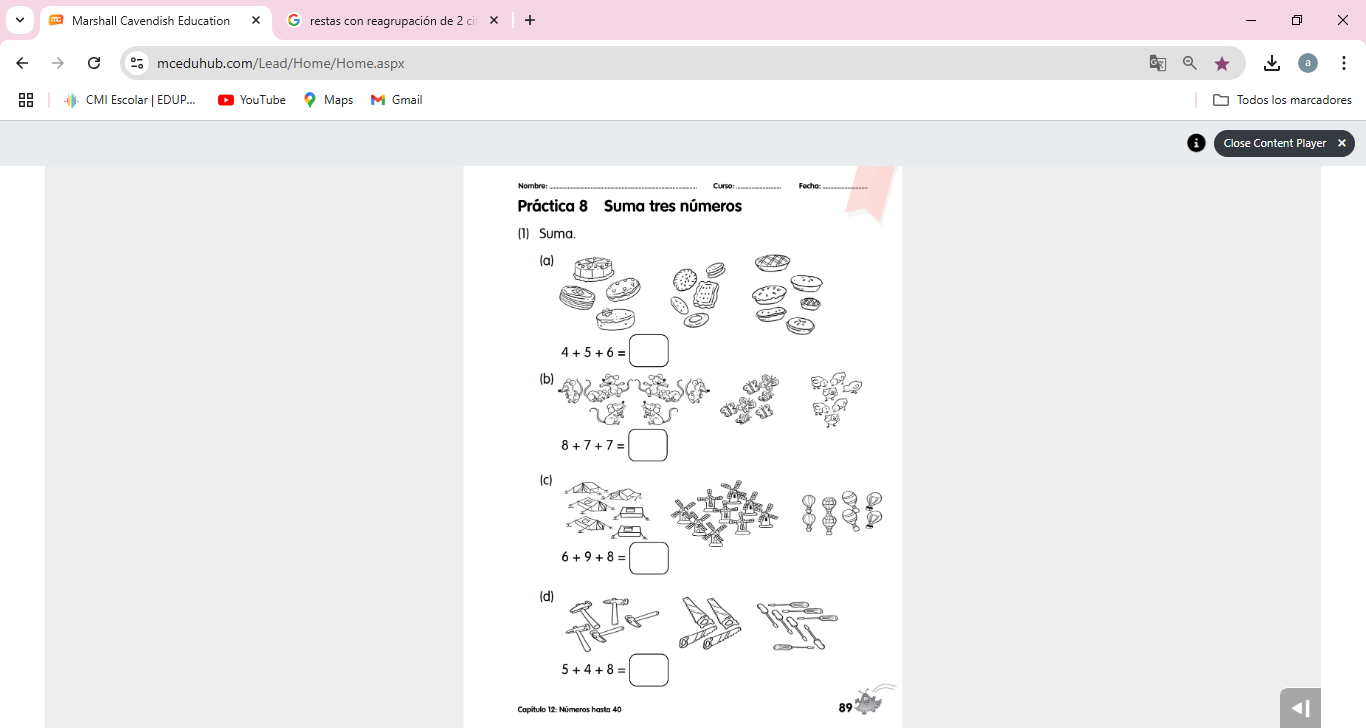 Marshall Cavendish Education
restas con reagrupación de 2 ci
mceduhub.com/Lead/Home/Home.aspx
a
CMI Escolar | EDUP...
YouTube
Maps
Gmail
Todos los marcadores
Close Content Player
Nombre:
Curso:
Fecha:
Práctica 8 Suma tres números
(1) Suma.
(a)
4 + 5 + 6 =
(b)
8 + 7 + 7 =
(c)
6 + 9 + 8 =
(d)
5 + 4 + 8 =
Capítulo 12: Números hasta 40
89